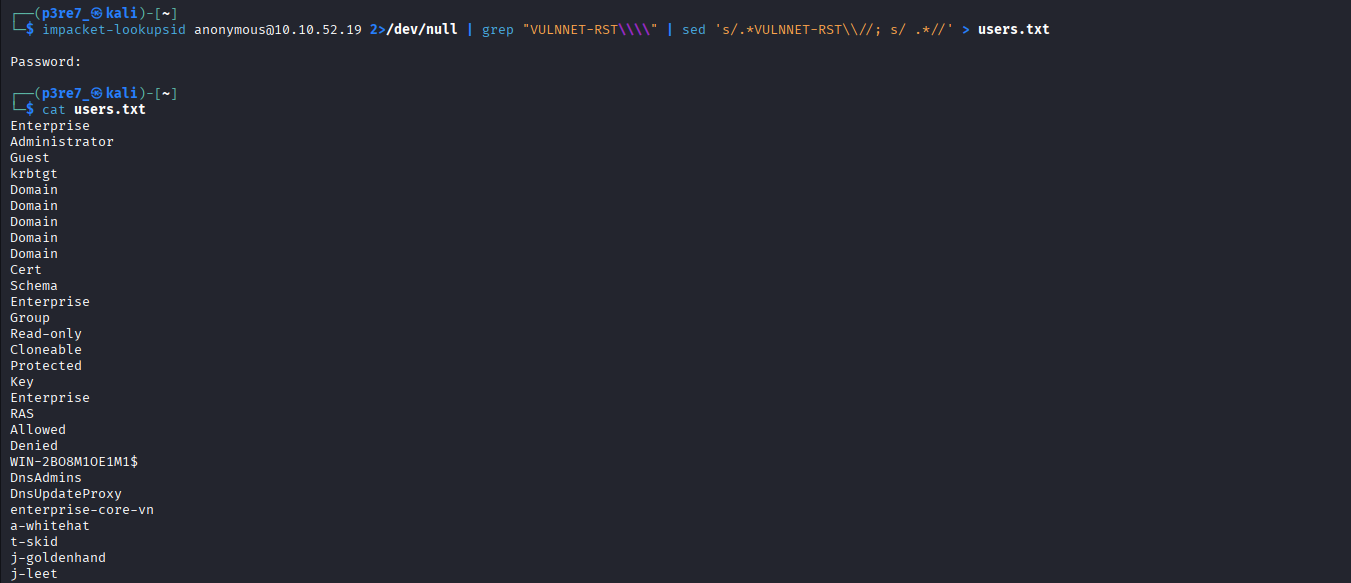 ┌──(p3re7_㉿kali)-[~]
└─$ impacket-lookupsid anonymous@10.10.52.19 2>/dev/null | grep "VULNNET-RST\\\\" | sed 's/.*VULNNET-RST\\//; s/ .*//' > users.txt
Password:
┌──(p3re7_㉿kali)-[~]
└─$ cat users.txt
Enterprise
Administrator
Guest
krbtgt
Domain
Domain
Domain
Domain
Domain
Cert
Schema
Enterprise
Group
Read-only
Cloneable
Protected
Key
Enterprise
RAS
Allowed
Denied
WIN-2BO8M1OE1M1$
DnsAdmins
DnsUpdateProxy
enterprise-core-vn
a-whitehat
t-skid
j-goldenhand
j-leet